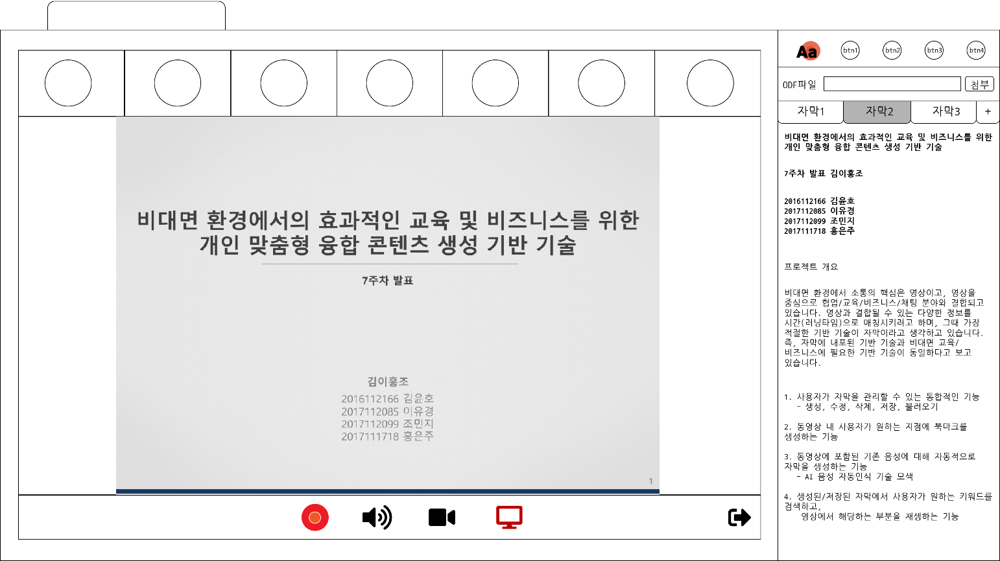 비대면 환경에서의 효과적인 교육 및 비즈니스를 위한
개인 맞춤형 융합 콘텐츠 생성 기반 기술
7주차 발표
김이홍조
2016112166 김윤호
2017112085 이유경
2017112099 조민지
2017111718 홍은주
1
Aa btn1 btn2 btn3 btn4
ODF파일 첨부
자막1 자막2 자막3 +
비대면 환경에서의 효과적인 교육 및 비즈니스를 위한
개인 맞춤형 융합 콘텐츠 생성 기반 기술
7주차 발표 김이홍조
2016112166 김윤호
2017112085 이유경
2017112099 조민지
2017111718 홍은주
프로젝트 개요
비대면 환경에서 소통의 핵심은 영상이고, 영상을
중심으로 협업/교육/비즈니스/채팅 분야와 결합되고
있습니다. 영상과 결합될 수 있는 다양한 정보를
시간(러닝타임)으로 매칭시키려고 하며, 그때 가장
적절한 기반 기술이 자막이라고 생각하고 있습니다.
즉, 자막에 내포된 기반 기술과 비대면 교육/
비즈니스에 필요한 기반 기술이 동일하다고 보고
있습니다.
1. 사용자가 자막을 관리할 수 있는 통합적인 기능
- 생성, 수정, 삭제, 저장, 불러오기
2. 동영상 내 사용자가 원하는 지점에 북마크를
생성하는 기능
3. 동영상에 포함된 기존 음성에 대해 자동적으로
자막을 생성하는 기능
- AI 음성 자동인식 기술 모색
4. 생성된/저장된 자막에서 사용자가 원하는 키워드를
검색하고,
영상에서 해당하는 부분을 재생하는 기능